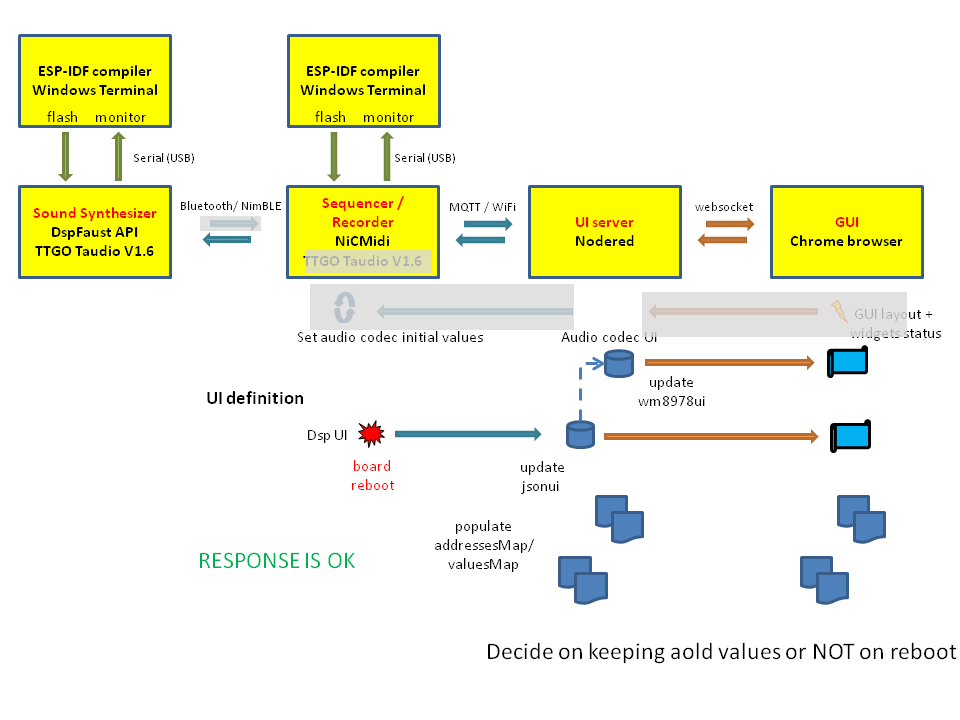 ESP-IDF compiler
Windows Terminal
flash monitor
ESP-IDF compiler
Windows Terminal
flash monitor
Serial (USB)
Serial (USB)
Sound Synthesizer
DspFaust API
TTGO Taudio V1.6
Bluetooth/ NimBLE
Sequencer /
Recorder
NiCMidi
TTGO Taudio V1.6
MQTT / WiFi
UI server
Nodered
websocket
GUI
Chrome browser
GUI layout +
widgets status
Set audio codec initial values
Audio codec UI
update
wm8978ui
UI definition
Dsp UI
board
reboot
update
jsonui
populate
addressesMap/
valuesMap
RESPONSE IS OK
Decide on keeping aold values or NOT on reboot